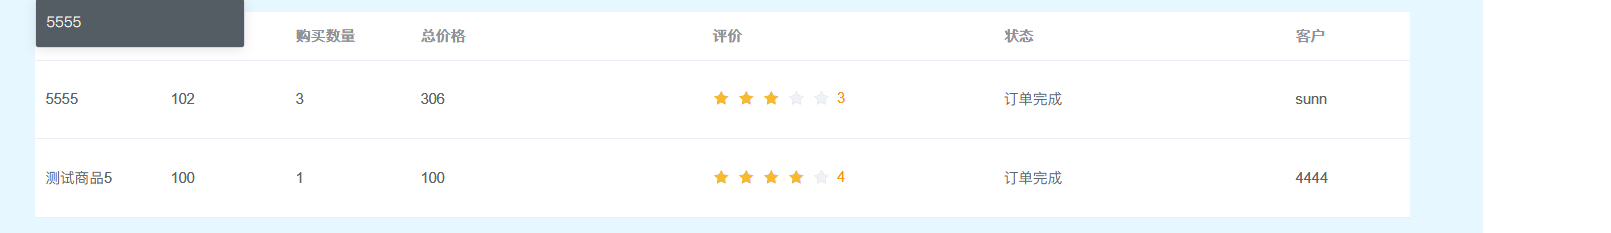 5555
购买数量 总价格 评价 状态 客户
5555 102 3 306 3 订单完成 sunn
测试商品5 100 1 100 4 订单完成 4444